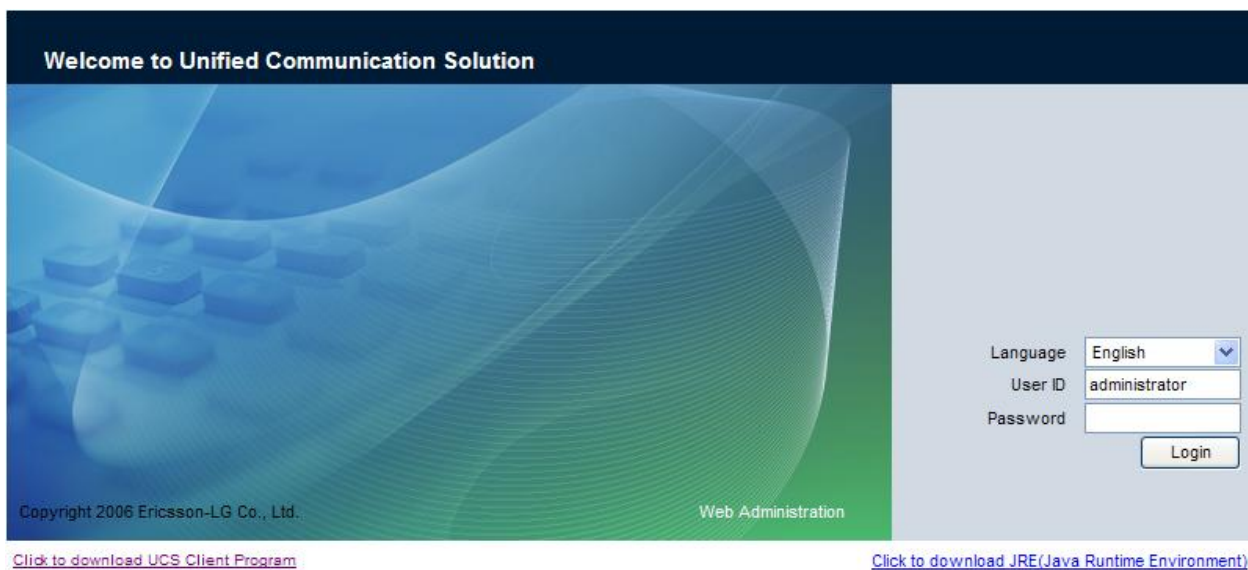 Welcome to Unified Communication Solution
Language English
User ID administrator
Password
Login
Copyright 2006 Ericsson-LG Co., Ltd.
Web Administration
Click to download UCS Client Program
Click to download JRE(Java Runtime Environment)